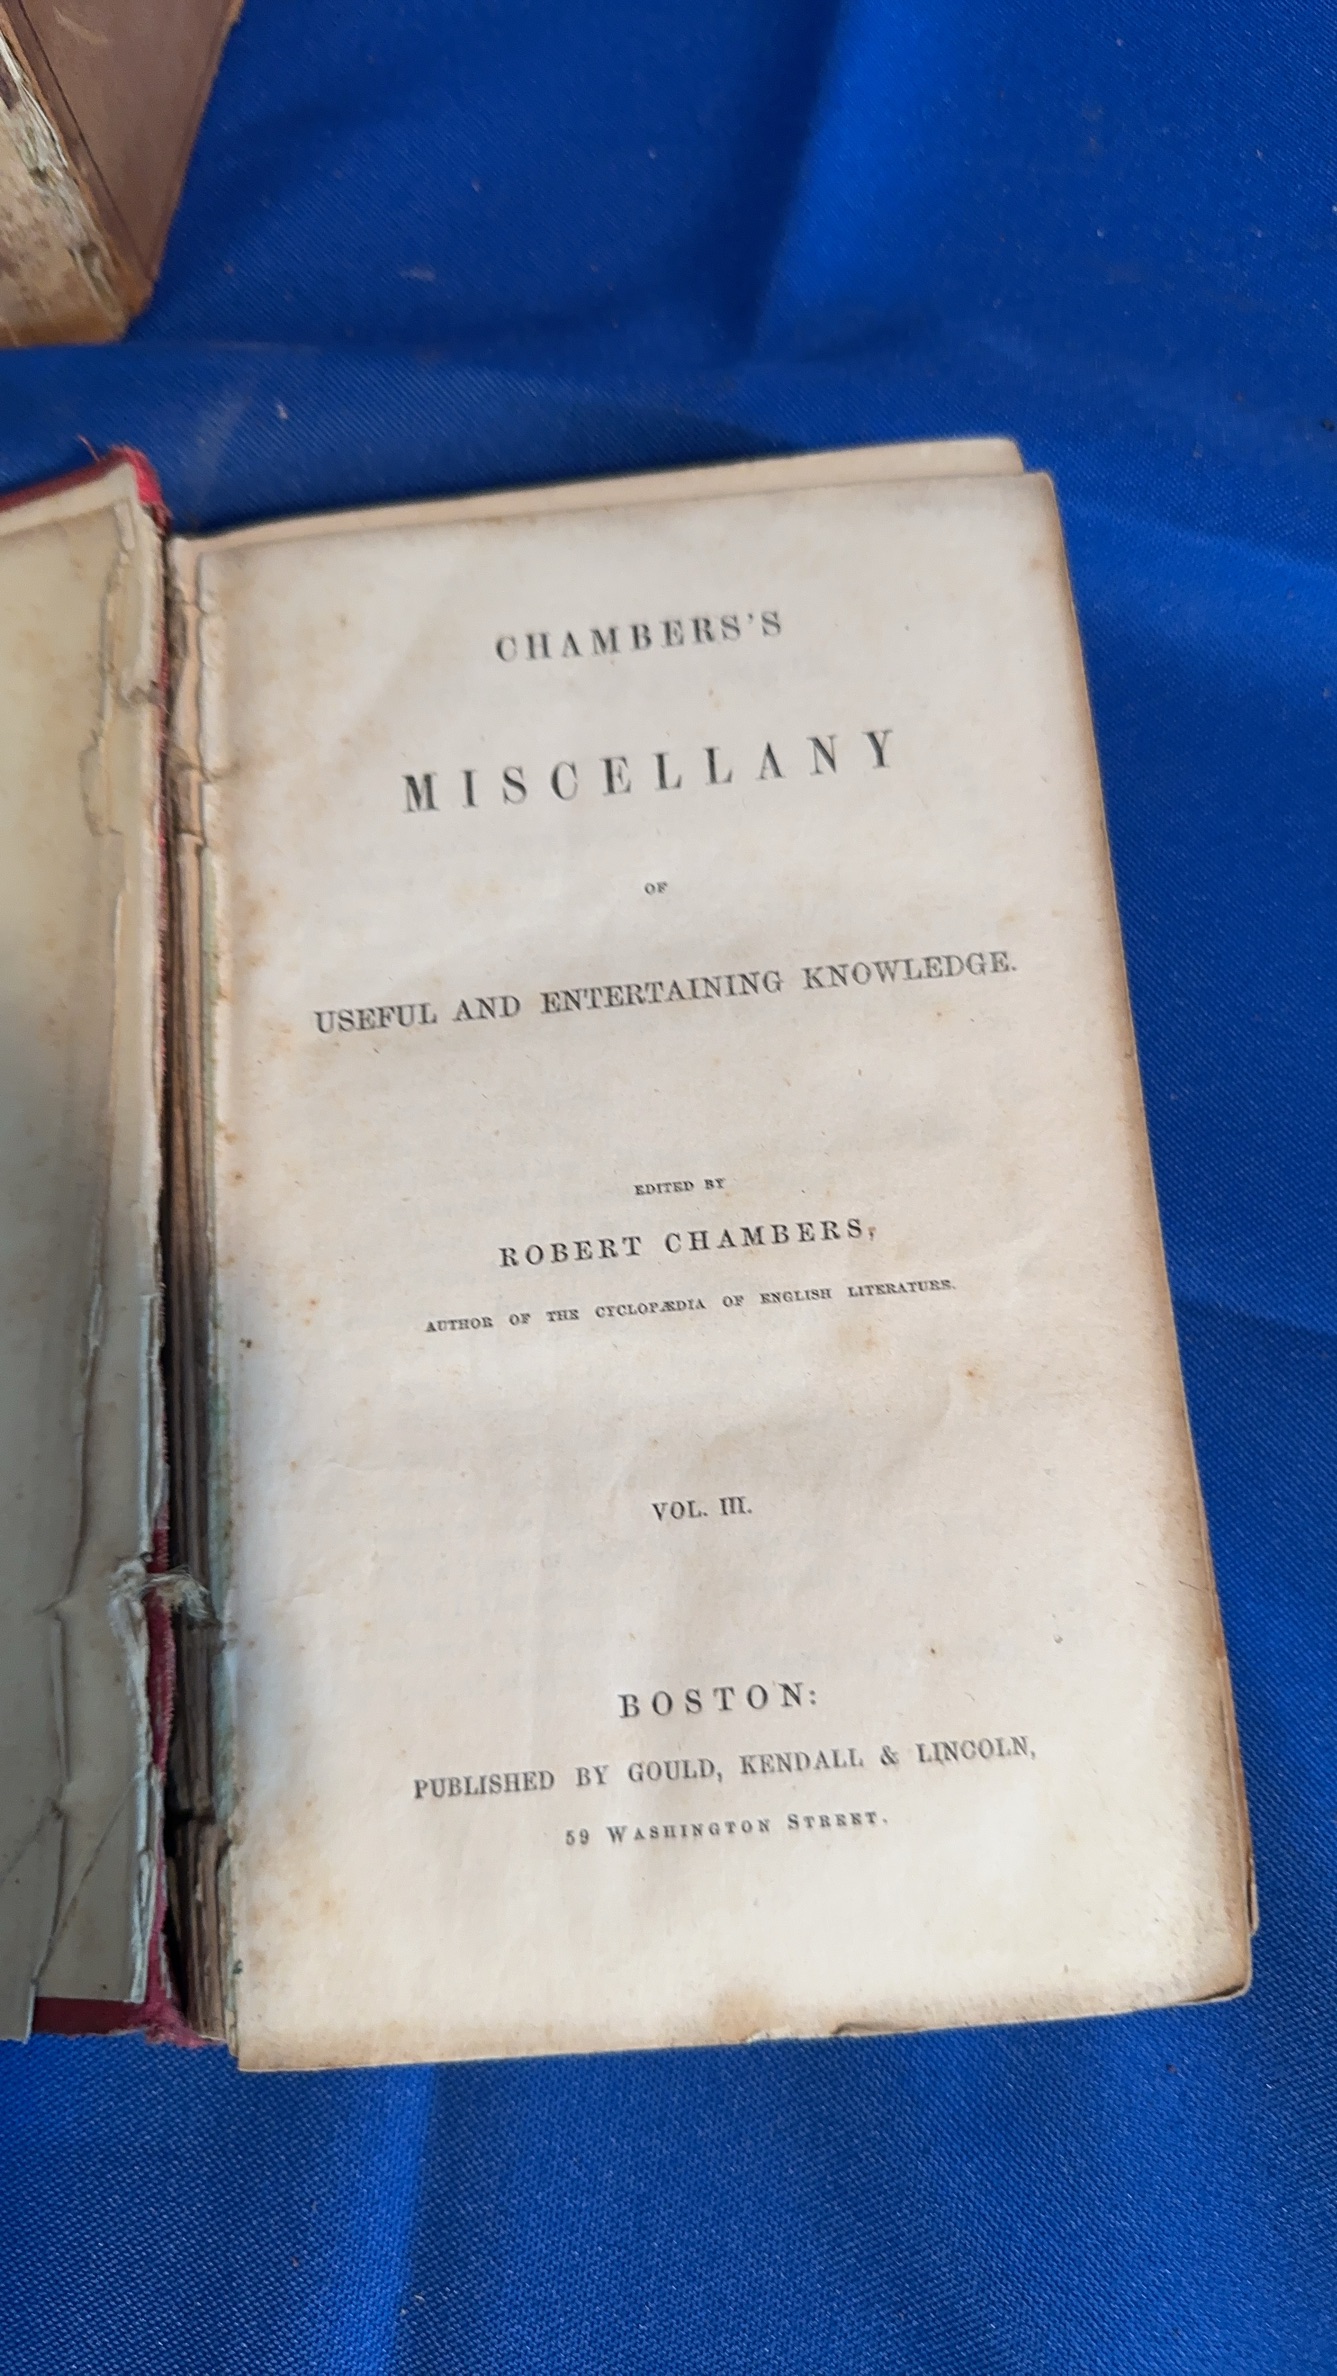 CHAMBERS'S
MISCELLANY
OF
USEFUL AND ENTERTAINING KNOWLEDGE.
EDITED BY
ROBERT CHAMBERS,
AUTHOR OF THE CYCLOPÆDIA OF ENGLISH LITERATURE.
VOL. III.
BOSTON:
PUBLISHED BY GOULD, KENDALL & LINCOLN,
59 WASHINGTON STREET.